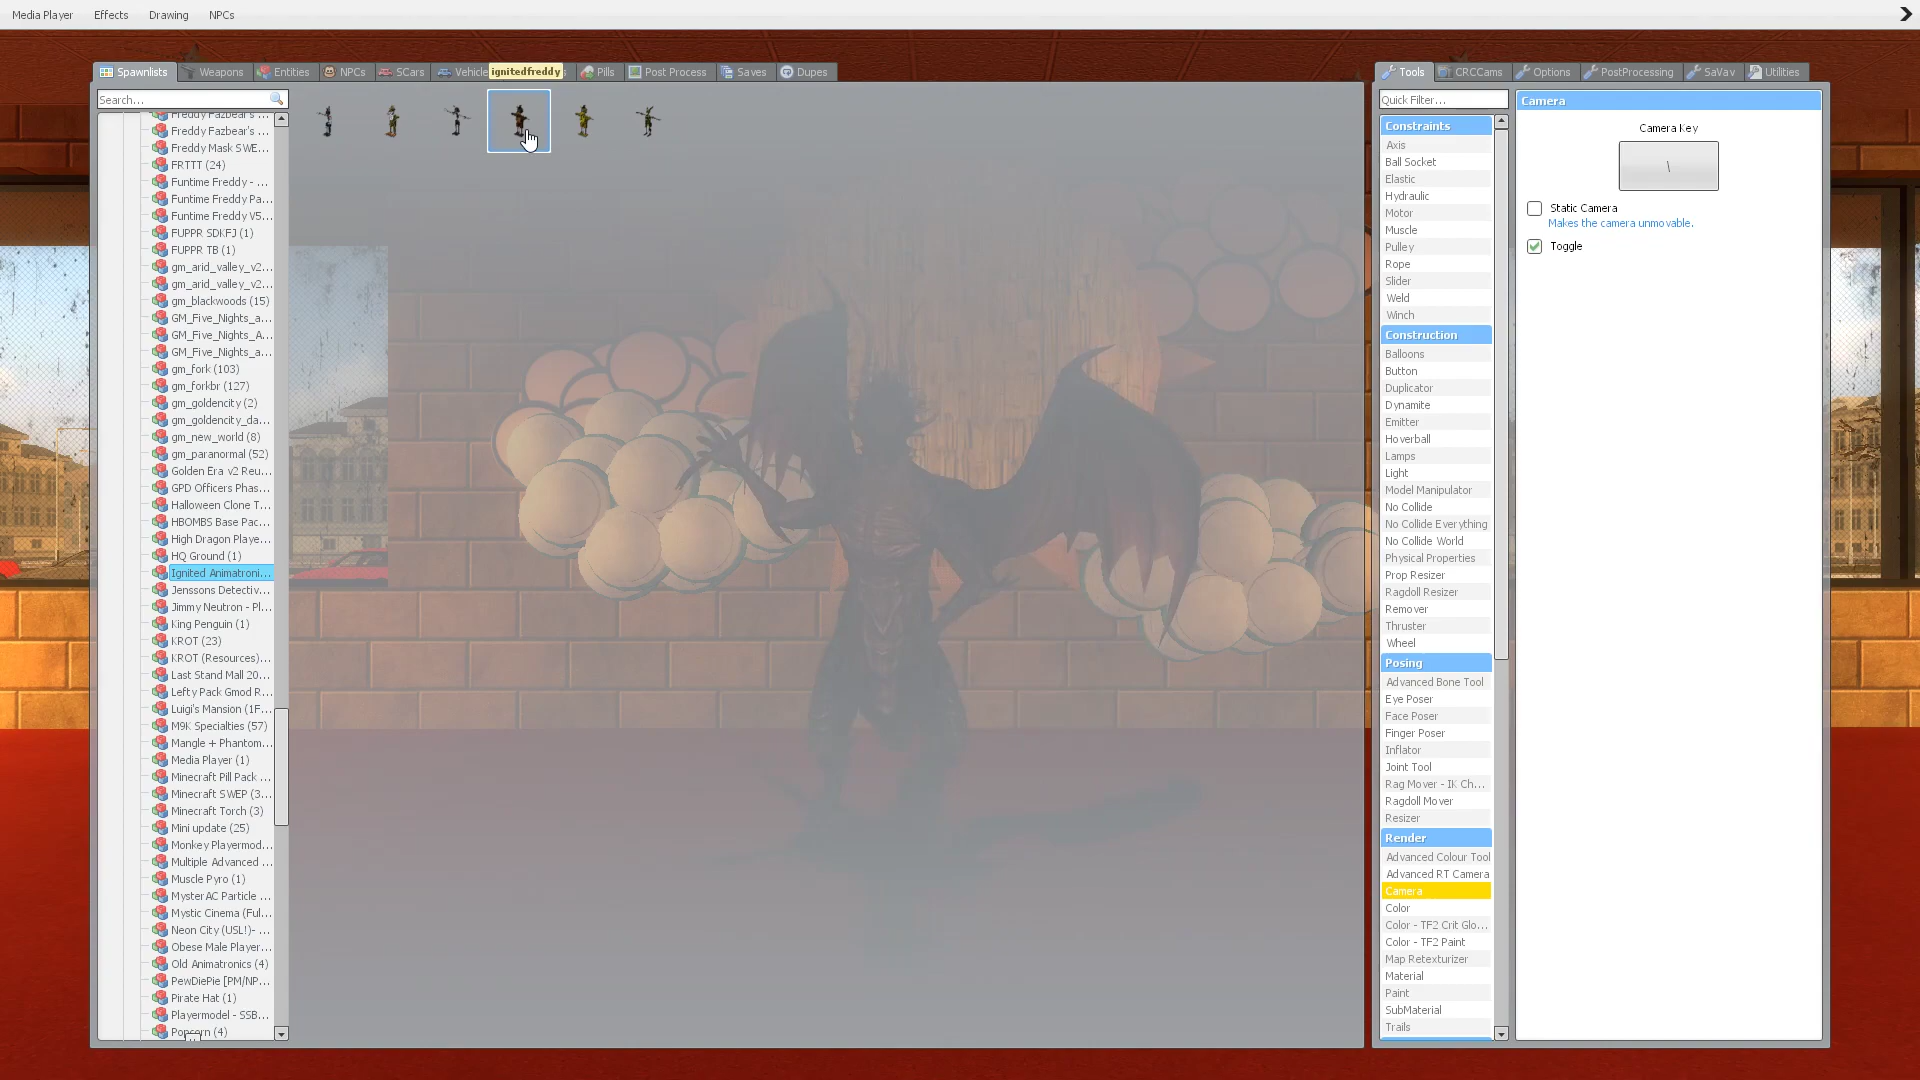 Media Player
Effects
Drawing
NPCs
Spawnlists
Weapons
Entities
NPCs
SCars
Vehicle
ignitedfreddy
Pills
Post Process
Saves
Dupes
Search...
Freddy Fazbear's ...
Freddy Fazbear's ...
Freddy Mask SWE...
FRTTT (24)
Funtime Freddy - ...
Funtime Freddy Pa...
Funtime Freddy V5...
FUPPR SDKFJ (1)
FUPPR TB (1)
gm_arid_valley_v2...
gm_arid_valley_v2...
gm_blackwoods (15)
GM_Five_Nights_a...
GM_Five_Nights_A...
GM_Five_Nights_a...
gm_fork (103)
gm_forkbr (127)
gm_goldencity (2)
gm_goldencity_da...
gm_new_world (8)
gm_paranormal (52)
Golden Era v2 Reu...
GPD Officers Phas...
Halloween Clone T...
HBOMBS Base Pac...
High Dragon Playe...
HQ Ground (1)
Ignited Animatroni...
Jenssons Detectiv...
Jimmy Neutron - Pl...
King Penguin (1)
KROT (23)
KROT (Resources)...
Last Stand Mall 20...
Lefty Pack Gmod R...
Luigi's Mansion (1F...
M9K Specialties (57)
Mangle + Phantom...
Media Player (1)
Minecraft Pill Pack ...
Minecraft SWEP (3...
Minecraft Torch (3)
Mini update (25)
Monkey Playermod...
Multiple Advanced ...
Muscle Pyro (1)
MysterAC Particle ...
Mystic Cinema (Ful...
Neon City (USL!)- ...
Obese Male Player...
Old Animatronics (4)
PewDiePie [PM/NP...
Pirate Hat (1)
Playermodel - SSB...
Popcorn (4)
Tools
CRCCams
Options
PostProcessing
SaVav
Utilities
Quick Filter...
Constraints
Axis
Ball Socket
Elastic
Hydraulic
Motor
Muscle
Pulley
Rope
Slider
Weld
Winch
Construction
Balloons
Button
Duplicator
Dynamite
Emitter
Hoverball
Lamps
Light
Model Manipulator
No Collide
No Collide Everything
No Collide World
Physical Properties
Prop Resizer
Ragdoll Resizer
Remover
Thruster
Wheel
Posing
Advanced Bone Tool
Eye Poser
Face Poser
Finger Poser
Inflator
Joint Tool
Rag Mover - IK Ch...
Ragdoll Mover
Resizer
Render
Advanced Colour Tool
Advanced RT Camera
Camera
Color
Color - TF2 Crit Glo...
Color - TF2 Paint
Map Retexturizer
Material
Paint
SubMaterial
Trails
Camera
Camera Key
\
Static Camera
Makes the camera unmovable.
Toggle